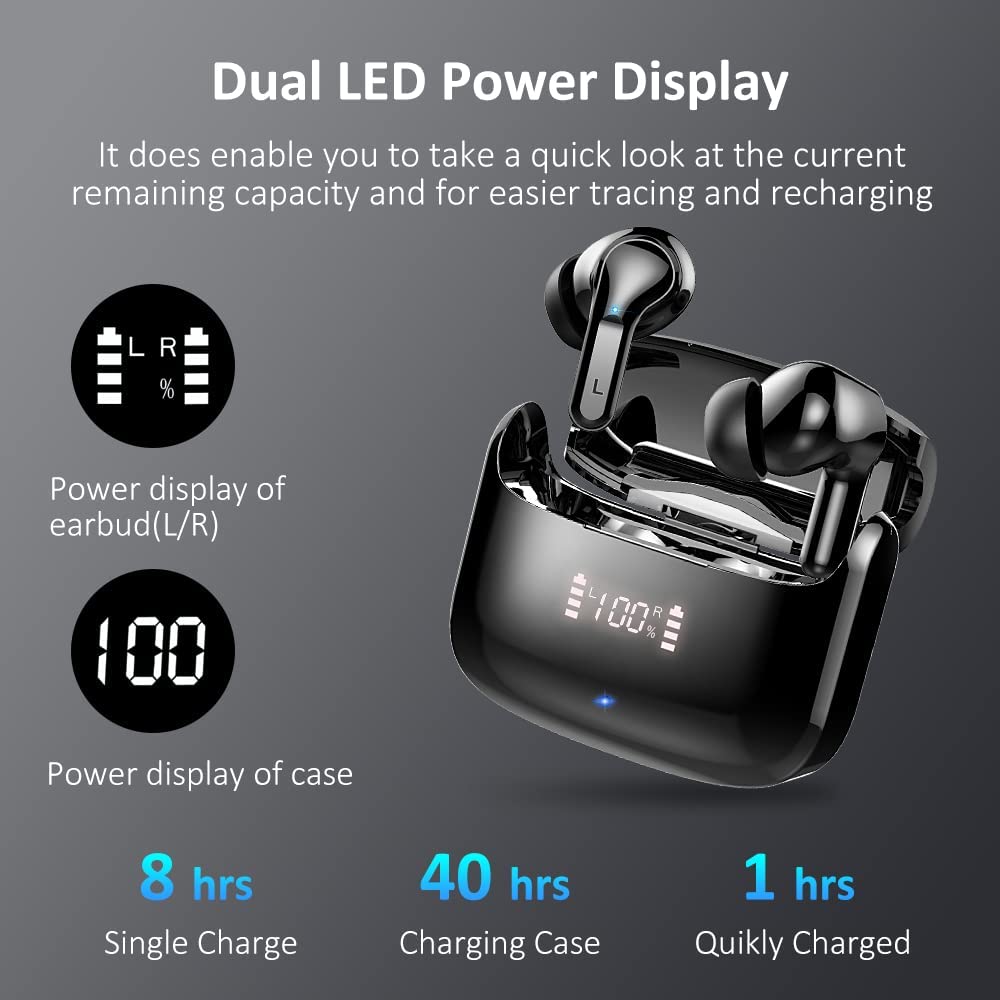 Dual LED Power Display
It does enable you to take a quick look at the current
remaining capacity and for easier tracing and recharging
L R
%
Power display of
earbud(L/R)
100
Power display of case
L
L 100 % R
8 hrs
40 hrs
1 hrs
Single Charge
Charging Case
Quikly Charged